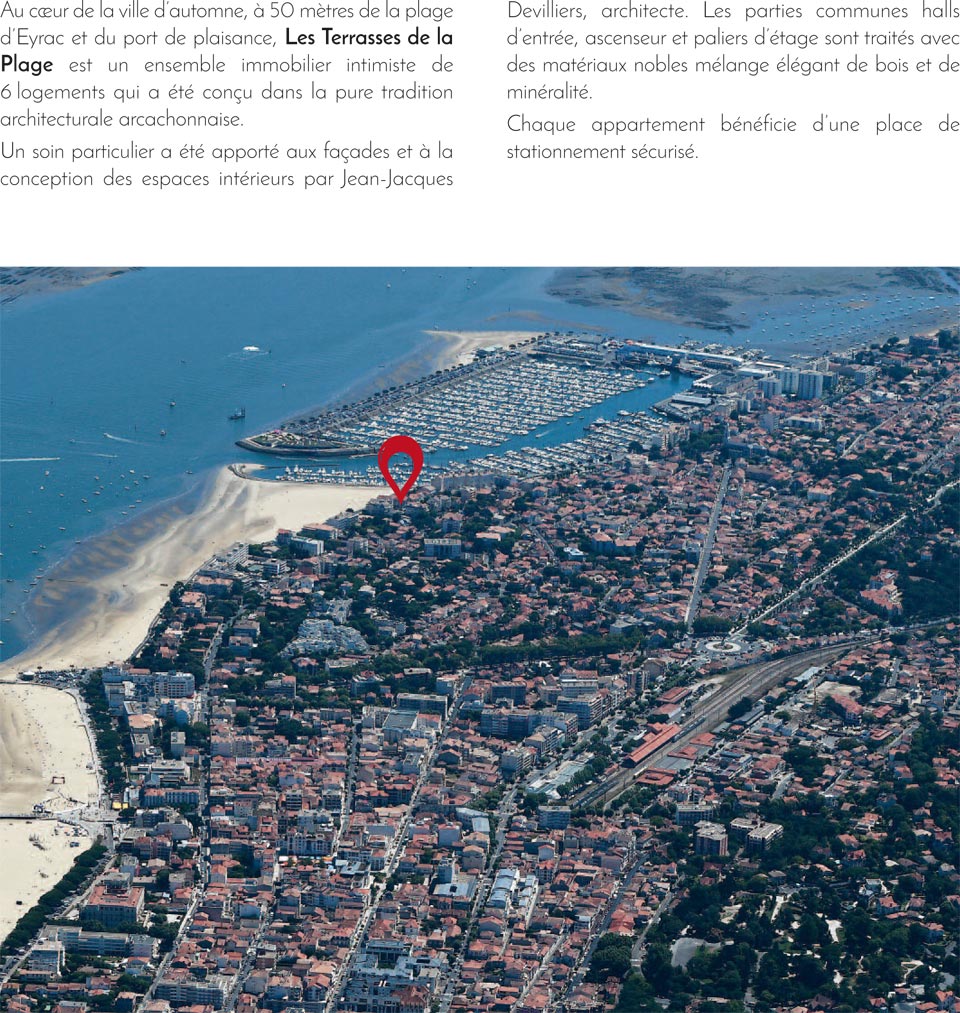 Au cœur de la ville d'automne, à 50 mètres de la plage
d'Eyrac et du port de plaisance, Les Terrasses de la
Plage est un ensemble immobilier intimiste de
6 logements qui a été conçu dans la pure tradition
architecturale arcachonnaise.
Un soin particulier a été apporté aux façades et à la
conception des espaces intérieurs par Jean-Jacques
Devilliers, architecte. Les parties communes halls
d'entrée, ascenseur et paliers d'étage sont traités avec
des matériaux nobles mélange élégant de bois et de
minéralité.
Chaque appartement bénéficie d'une place de
stationnement sécurisé.